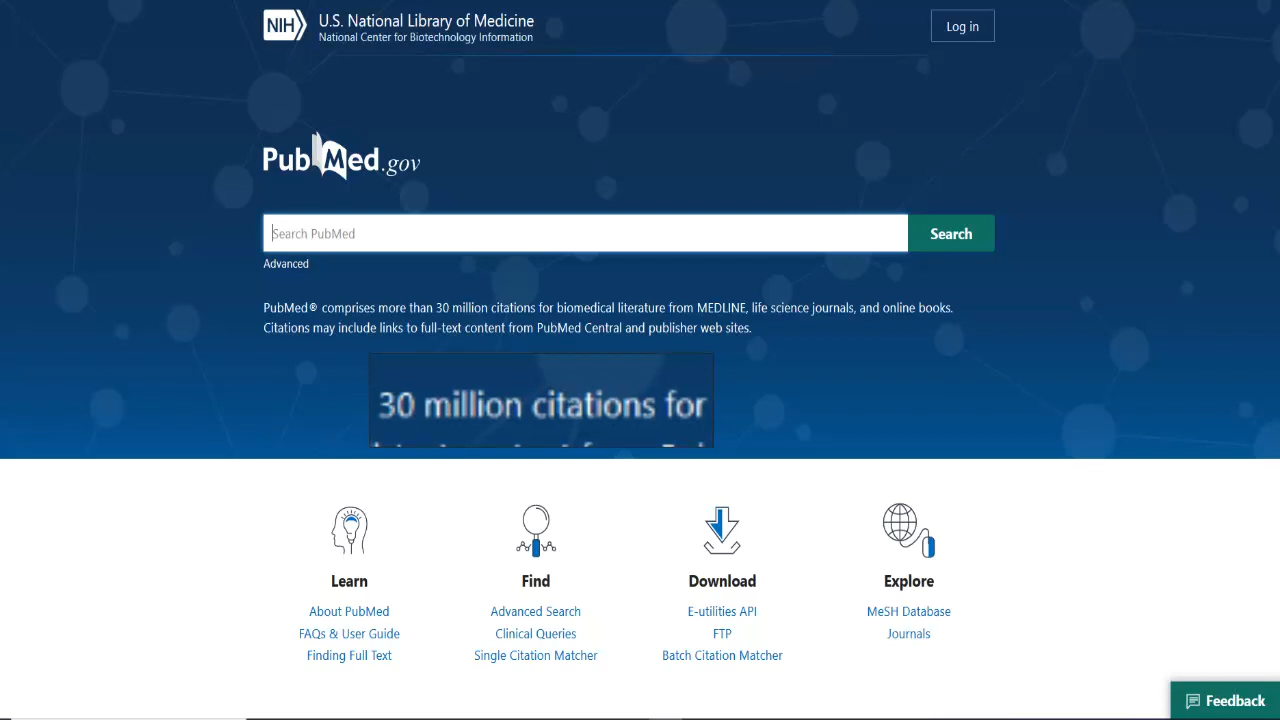 NIH
U.S. National Library of Medicine
National Center for Biotechnology Information
Log in
PubMed.gov
Search PubMed
Search
Advanced
PubMed® comprises more than 30 million citations for biomedical literature from MEDLINE, life science journals, and online books.
Citations may include links to full-text content from PubMed Central and publisher web sites.
30 million citations for
Learn
About PubMed
FAQs & User Guide
Finding Full Text
Find
Advanced Search
Clinical Queries
Single Citation Matcher
Download
E-utilities API
FTP
Batch Citation Matcher
Explore
MeSH Database
Journals
Feedback